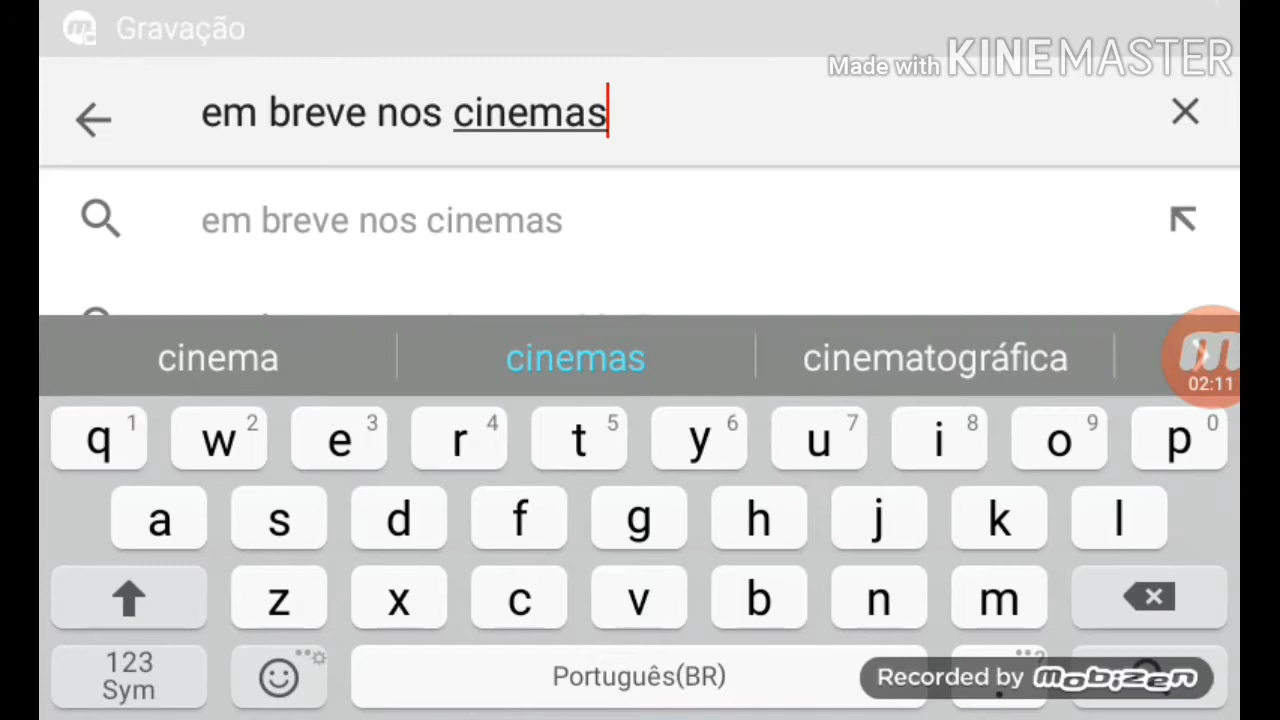 Gravação
Made with KINEMASTER
em breve nos cinemas
em breve nos cinemas
cinema cinemas cinematográfica
02:11
q 1 w 2 e 3 r 4 t 5 y 6 u 7 i 8 o 9 p 0
a s d f g h j k l
z x c v b n m
123
Sym
Português(BR)
Recorded by mobizen